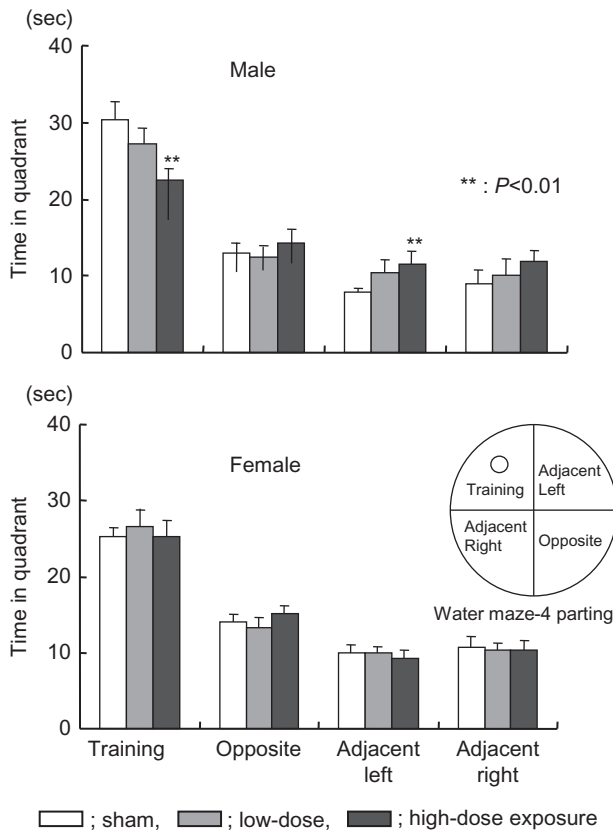 (sec)
40
30
20
10
0
Time in quadrant
Male
**
**
** : P<0.01
(sec)
40
30
20
10
0
Time in quadrant
Female
Training
Adjacent
Left
Adjacent
Right
Opposite
Water maze-4 parting
Training
Opposite
Adjacent
left
Adjacent
right
; sham, ; low-dose, ; high-dose exposure